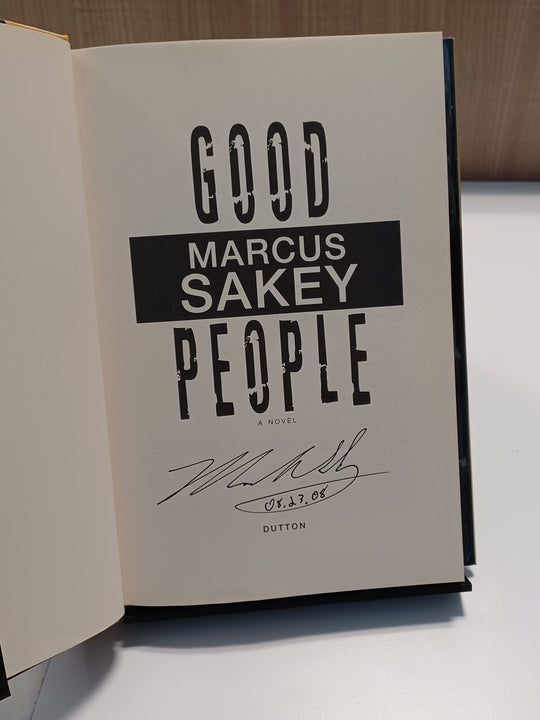 GOOD
MARCUS
SAKEY
PEOPLE
A NOVEL
08.27.08
DUTTON